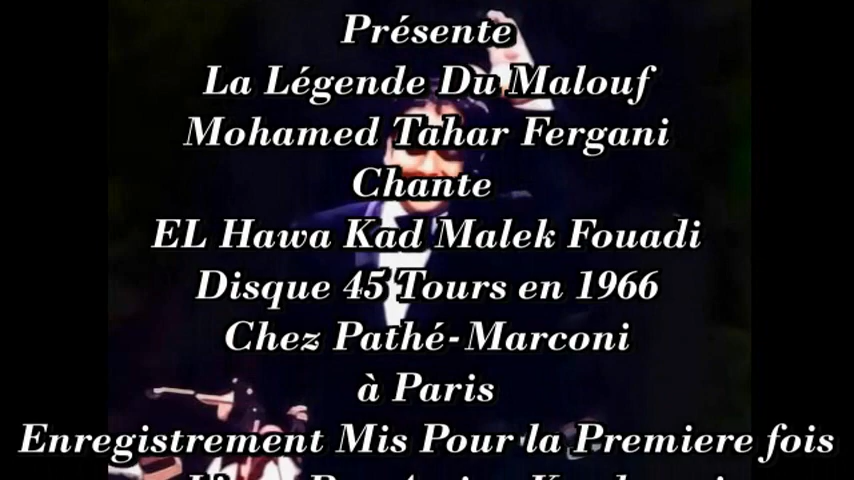 Présente
La Légende Du Malouf
Mohamed Tahar Fergani
Chante
EL Hawa Kad Malek Fouadi
Disque 45 Tours en 1966
Chez Pathé-Marconi
à Paris
Enregistrement Mis Pour la Premiere fois